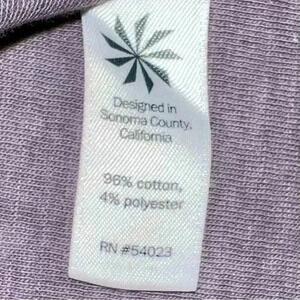 Designed in
Sonoma County,
California
96% cotton,
4% polyester
RN #54023